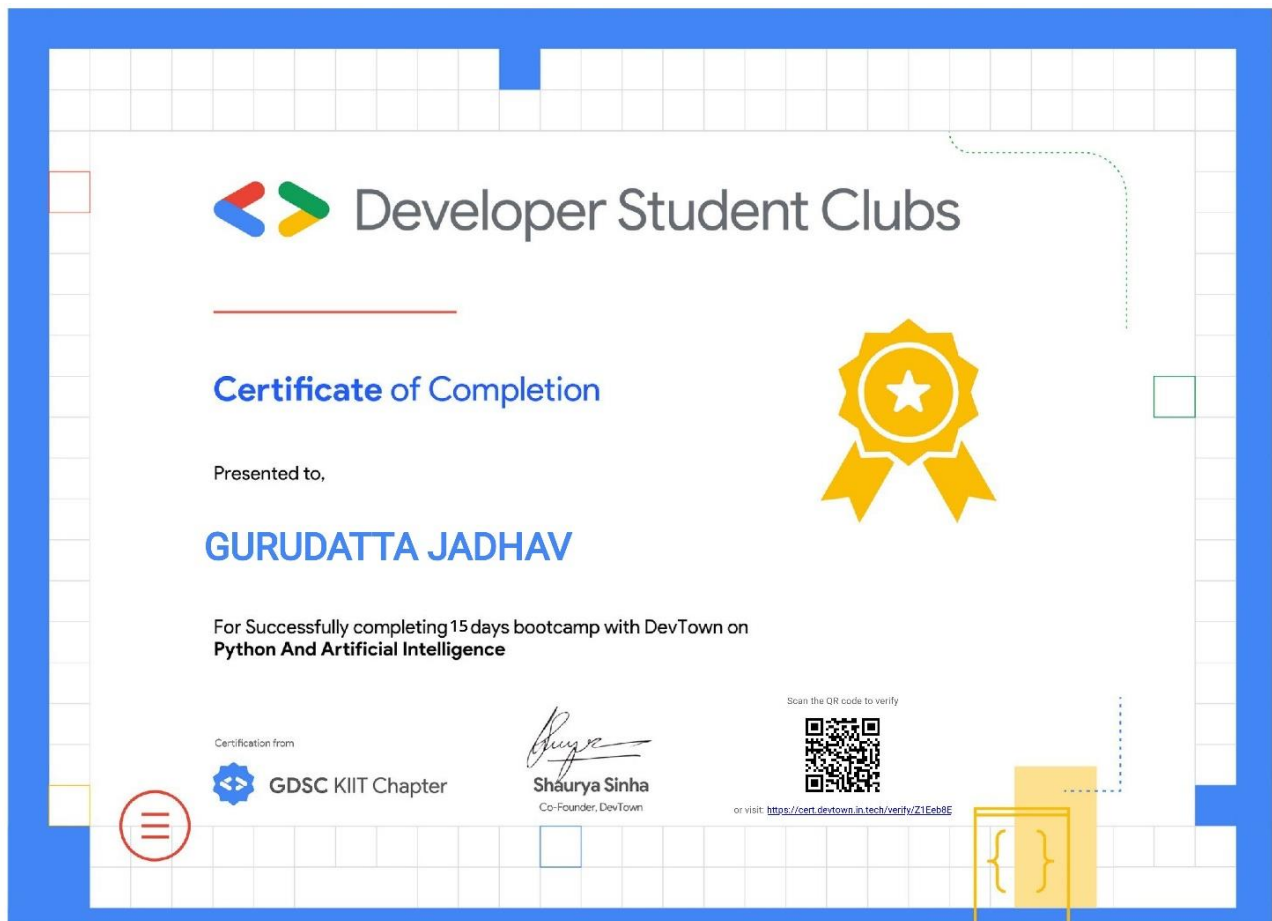 Developer Student Clubs
Certificate of Completion
Presented to,
GURUDATTA JADHAV
For Successfully completing 15 days bootcamp with DevTown on
Python And Artificial Intelligence
Certification from
GDSC KIIT Chapter
Shaurya Sinha
Co-Founder, DevTown
Scan the QR code to verify
or visit: https://cert.devtown.in.tech/verify/Z1Eeb8E